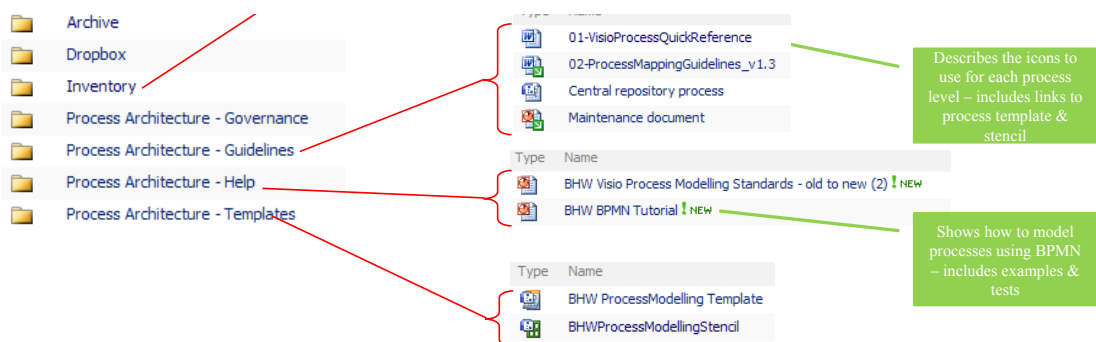 Archive
Dropbox
Inventory
Process Architecture - Governance
Process Architecture - Guidelines
Process Architecture - Help
Process Architecture - Templates
Type Name
01-VisioProcessQuickReference
02-ProcessMappingGuidelines_v1.3
Central repository process
Maintenance document
Type Name
BHW Visio Process Modelling Standards - old to new (2) ! NEW
BHW BPMN Tutorial ! NEW
Type Name
BHW ProcessModelling Template
BHWProcessModellingStencil
Describes the icons to
use for each process
level – includes links to
process template &
stencil
Shows how to model
processes using BPMN
– includes examples &
tests